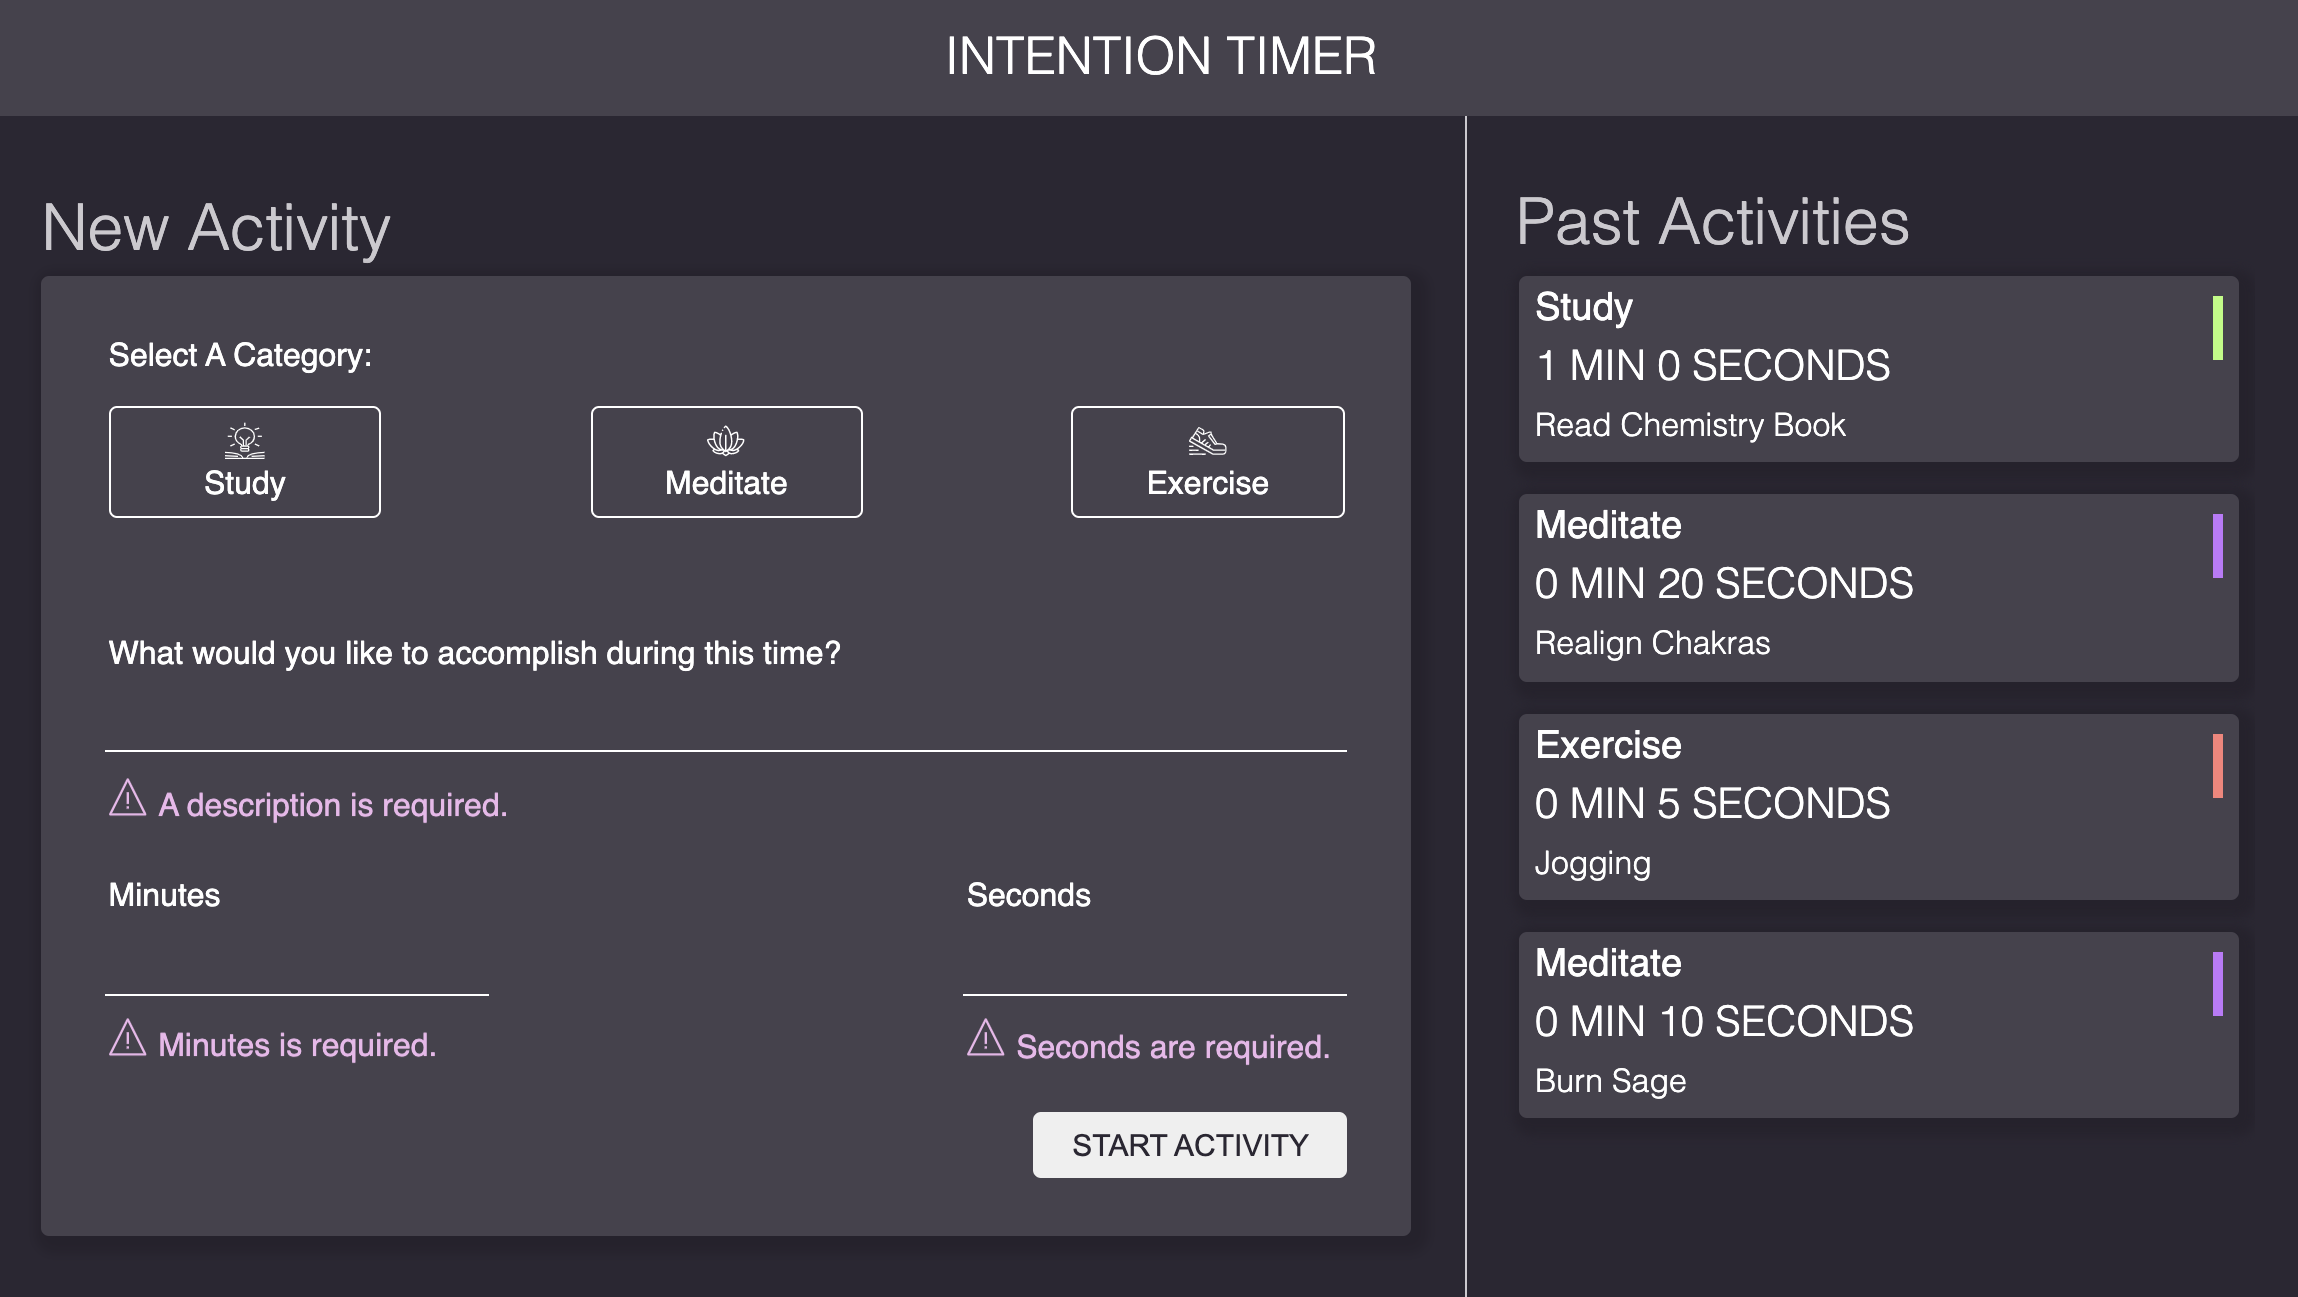 INTENTION TIMER
New Activity
Select A Category:
Study
Meditate
Exercise
What would you like to accomplish during this time?
A description is required.
Minutes
Seconds
Minutes is required.
Seconds are required.
START ACTIVITY
Past Activities
Study
1 MIN 0 SECONDS
Read Chemistry Book
Meditate
0 MIN 20 SECONDS
Realign Chakras
Exercise
0 MIN 5 SECONDS
Jogging
Meditate
0 MIN 10 SECONDS
Burn Sage